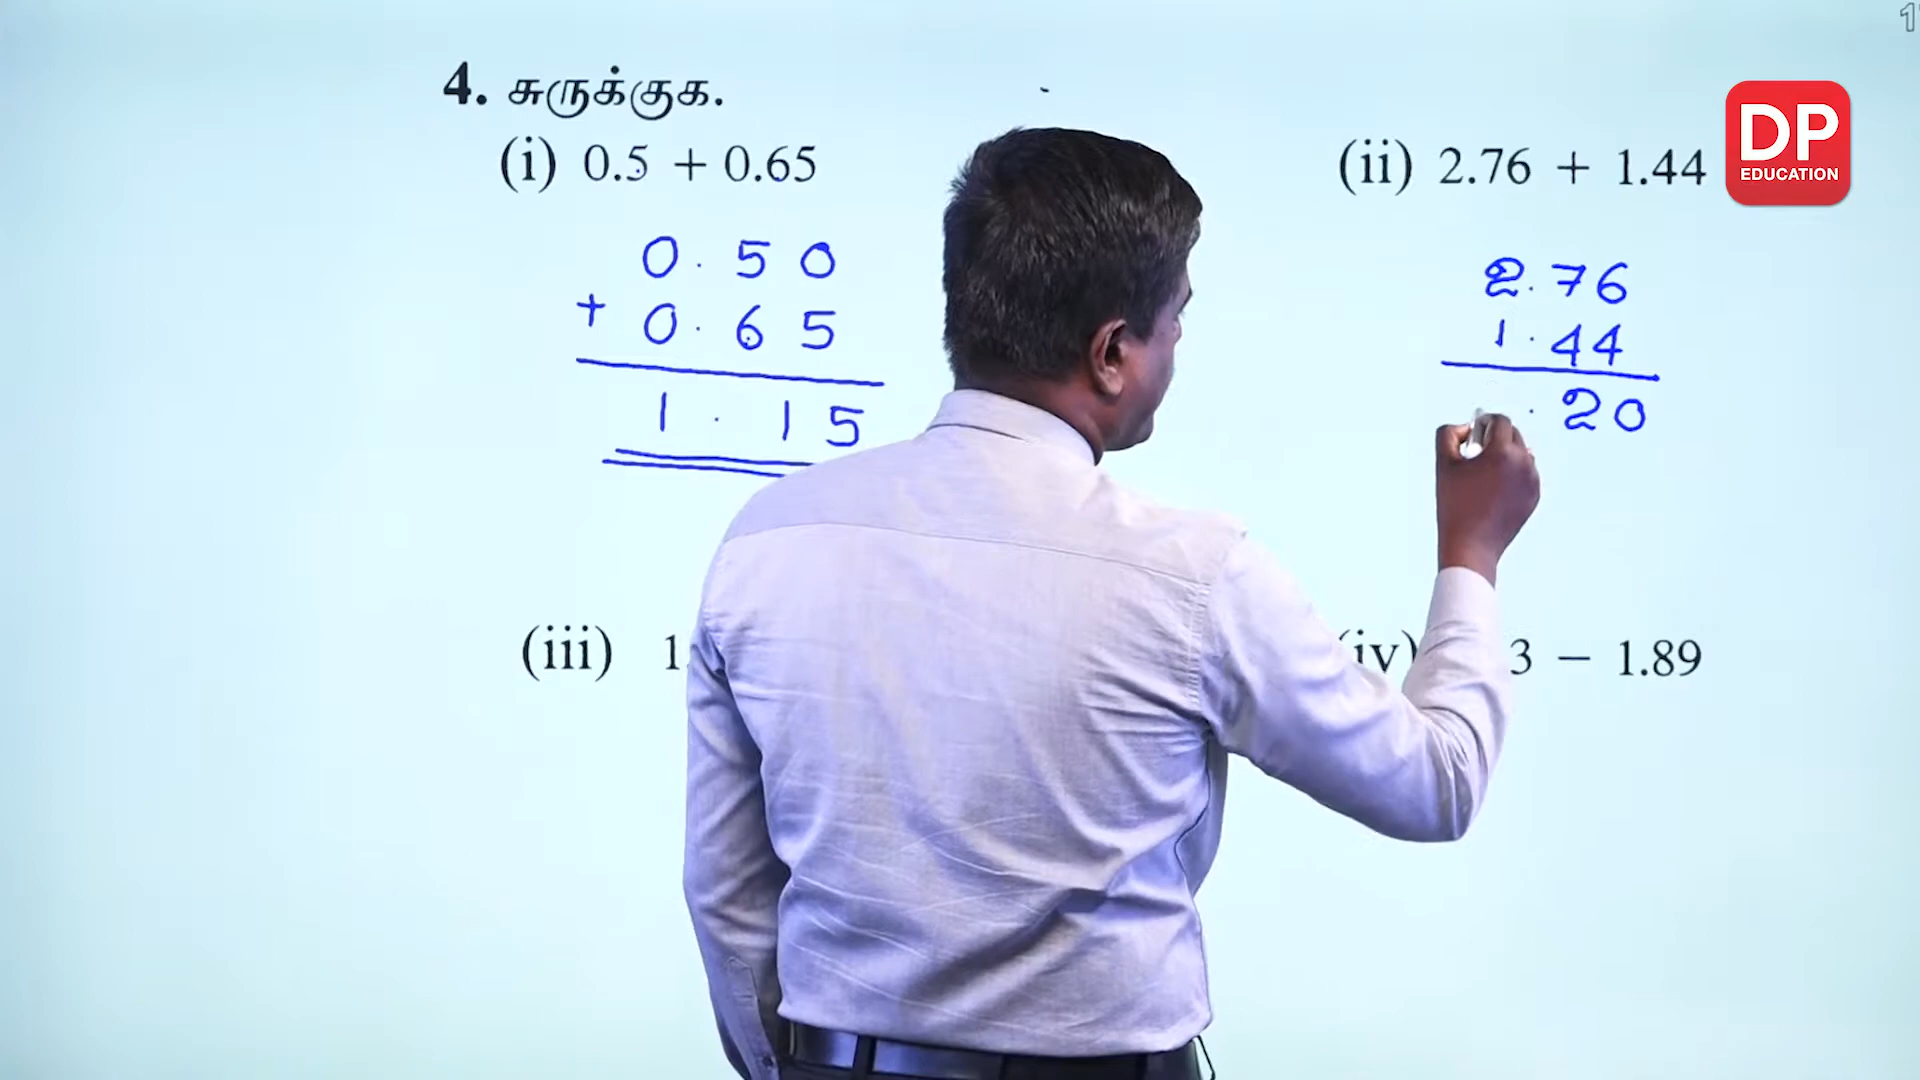 4. சுருக்குக.
(i) 0.5 + 0.65
(ii) 2.76 + 1.44
DP
EDUCATION
0.50
+ 0.65
1.15
2.76
1.44
.20
(iii) 1.
(iv) 3 − 1.89